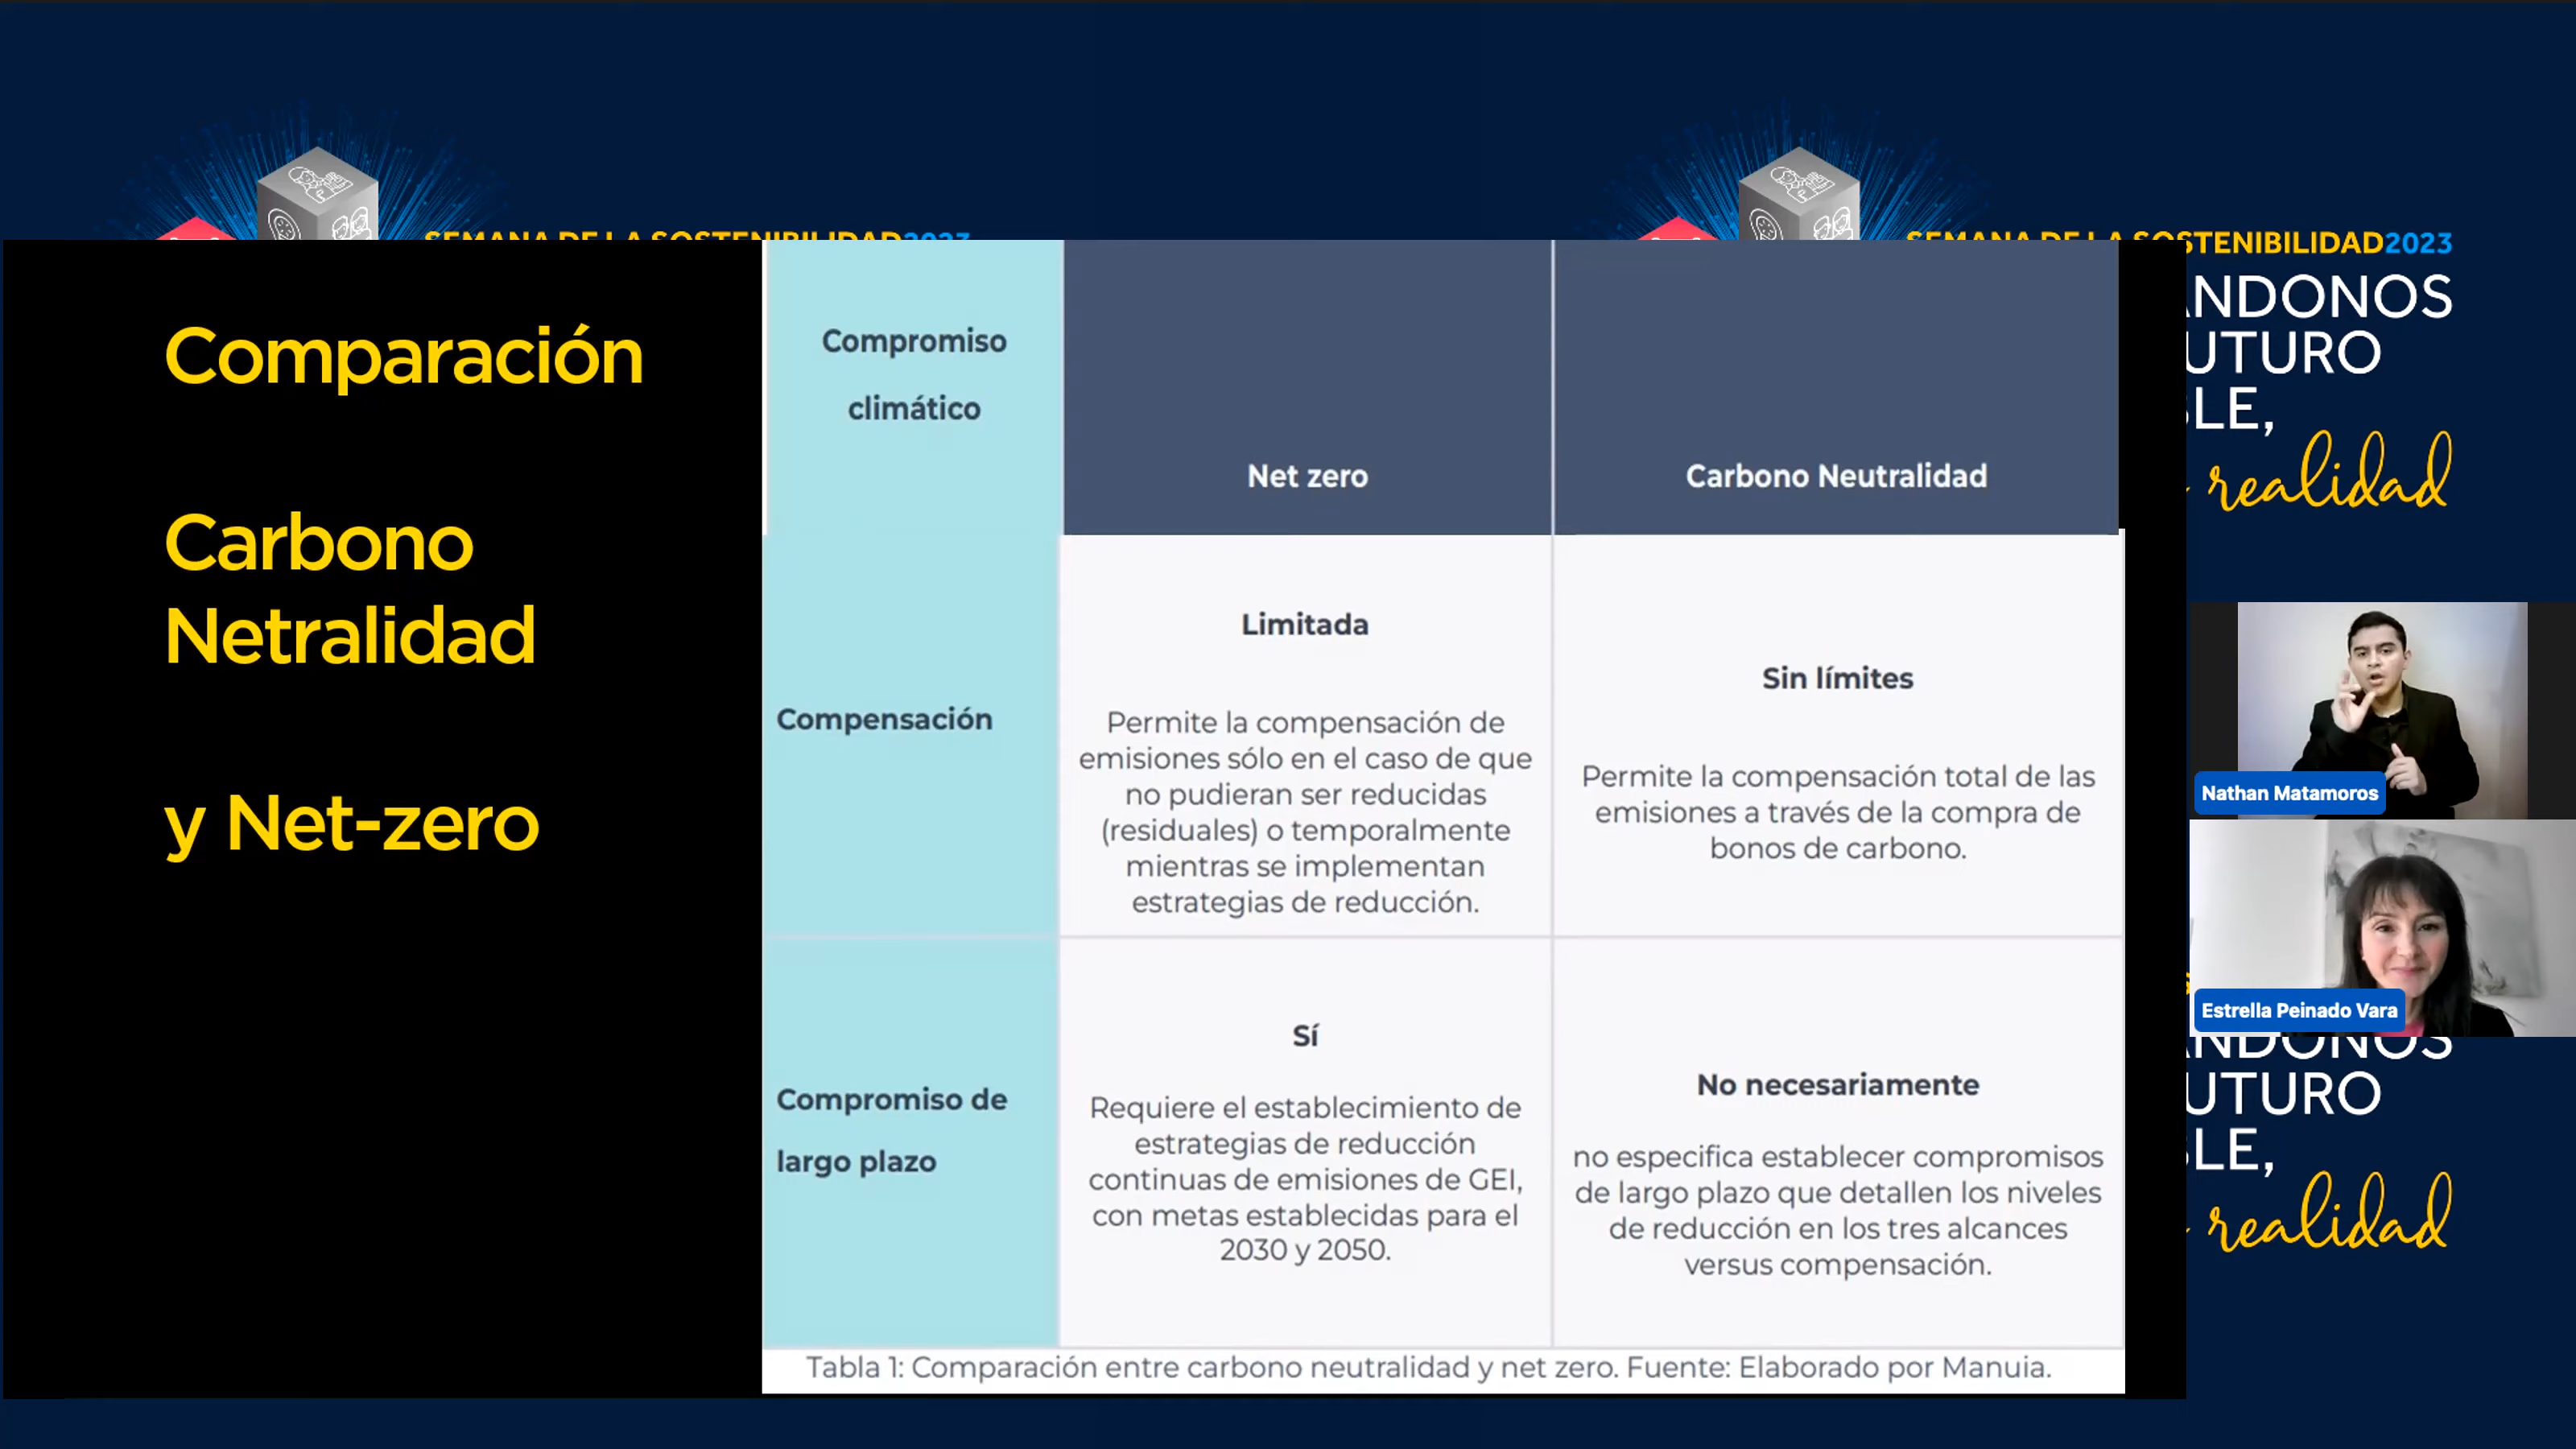 SEMANA DE LA SOSTENIBILIDAD2023
SEMANA DE LA SOSTENIBILIDAD2023
NDONOS
UTURO
LE,
realidad
Comparación
Carbono
Netralidad
y Net-zero
Compromiso
climático
Net zero
Carbono Neutralidad
Compensación
Limitada
Permite la compensación de
emisiones sólo en el caso de que
no pudieran ser reducidas
(residuales) o temporalmente
mientras se implementan
estrategias de reducción.
Sin límites
Permite la compensación total de las
emisiones a través de la compra de
bonos de carbono.
Compromiso de
largo plazo
Sí
Requiere el establecimiento de
estrategias de reducción
continuas de emisiones de GEI,
con metas establecidas para el
2030 y 2050.
No necesariamente
no especifica establecer compromisos
de largo plazo que detallen los niveles
de reducción en los tres alcances
versus compensación.
Tabla 1: Comparación entre carbono neutralidad y net zero. Fuente: Elaborado por Manuia.
Nathan Matamoros
Estrella Peinado Vara
NDONOS
UTURO
LE,
realidad